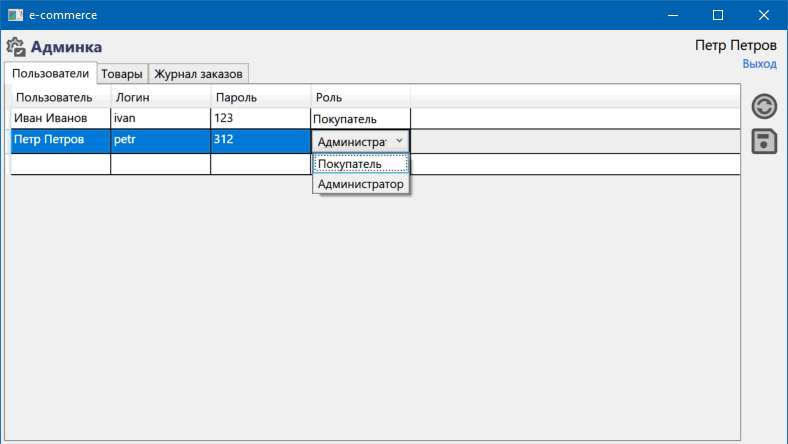 e-commerce
Админка
Петр Петров
Выход
Пользователи Товары Журнал заказов
Пользователь Логин Пароль Роль
Иван Иванов ivan 123 Покупатель
Петр Петров petr 312 Администрат
Покупатель
Администратор